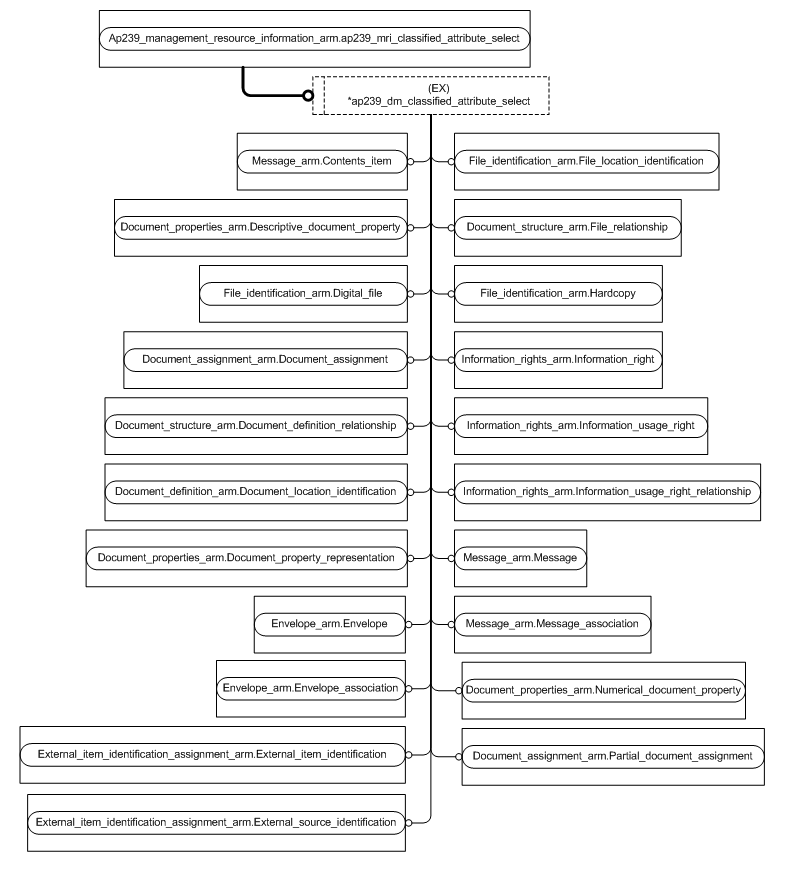 Ap239_management_resource_information_arm.ap239_mri_classified_attribute_select
(EX)
*ap239_dm_classified_attribute_select
Message_arm.Contents_item
File_identification_arm.File_location_identification
Document_properties_arm.Descriptive_document_property
Document_structure_arm.File_relationship
File_identification_arm.Digital_file
File_identification_arm.Hardcopy
Document_assignment_arm.Document_assignment
Information_rights_arm.Information_right
Document_structure_arm.Document_definition_relationship
Information_rights_arm.Information_usage_right
Document_definition_arm.Document_location_identification
Information_rights_arm.Information_usage_right_relationship
Document_properties_arm.Document_property_representation
Message_arm.Message
Envelope_arm.Envelope
Message_arm.Message_association
Envelope_arm.Envelope_association
Document_properties_arm.Numerical_document_property
External_item_identification_assignment_arm.External_item_identification
Document_assignment_arm.Partial_document_assignment
External_item_identification_assignment_arm.External_source_identification